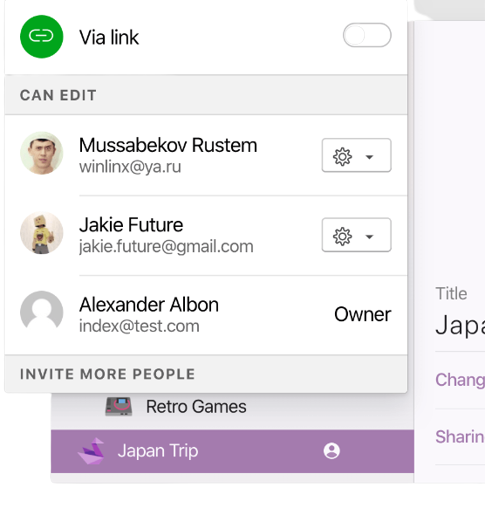 Via link
CAN EDIT
Mussabekov Rustem
winlinx@ya.ru
Jakie Future
jakie.future@gmail.com
Alexander Albon
index@test.com
Owner
INVITE MORE PEOPLE
Retro Games
Japan Trip
Title
Japa
Chang
Sharin